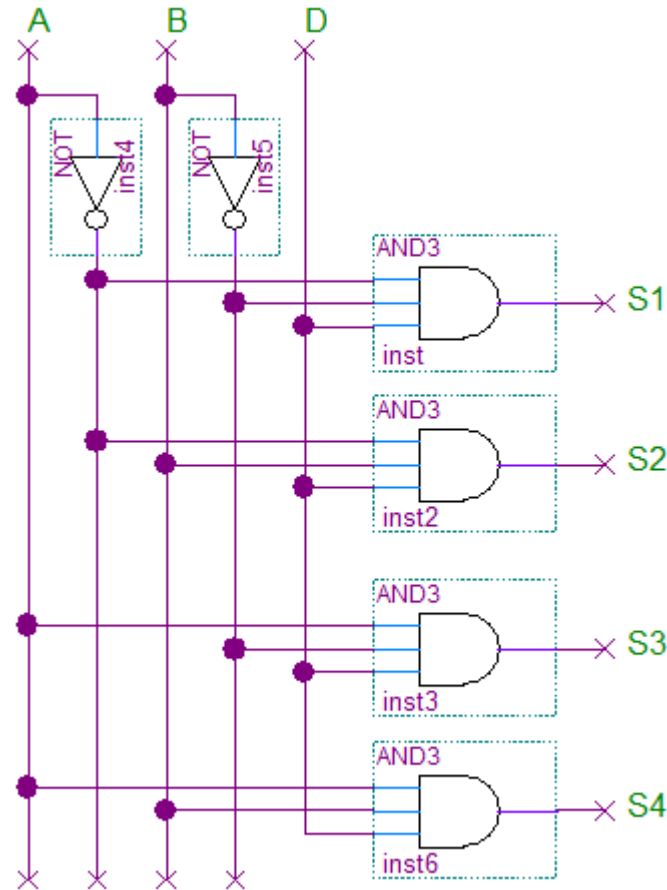 A B D
NOT inst4
NOT inst5
AND3
inst
S1
AND3
inst2
S2
AND3
inst3
S3
AND3
inst6
S4